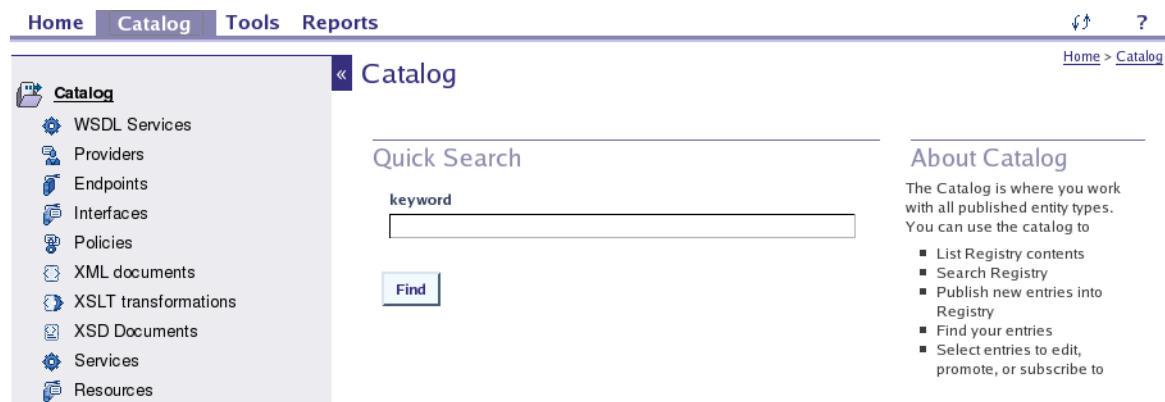 Home Catalog Tools Reports ?
Home > Catalog
« Catalog
Catalog
WSDL Services
Providers
Endpoints
Interfaces
Policies
XML documents
XSLT transformations
XSD Documents
Services
Resources
Quick Search
keyword
Find
About Catalog
The Catalog is where you work
with all published entity types.
You can use the catalog to
■ List Registry contents
■ Search Registry
■ Publish new entries into
Registry
■ Find your entries
■ Select entries to edit,
promote, or subscribe to